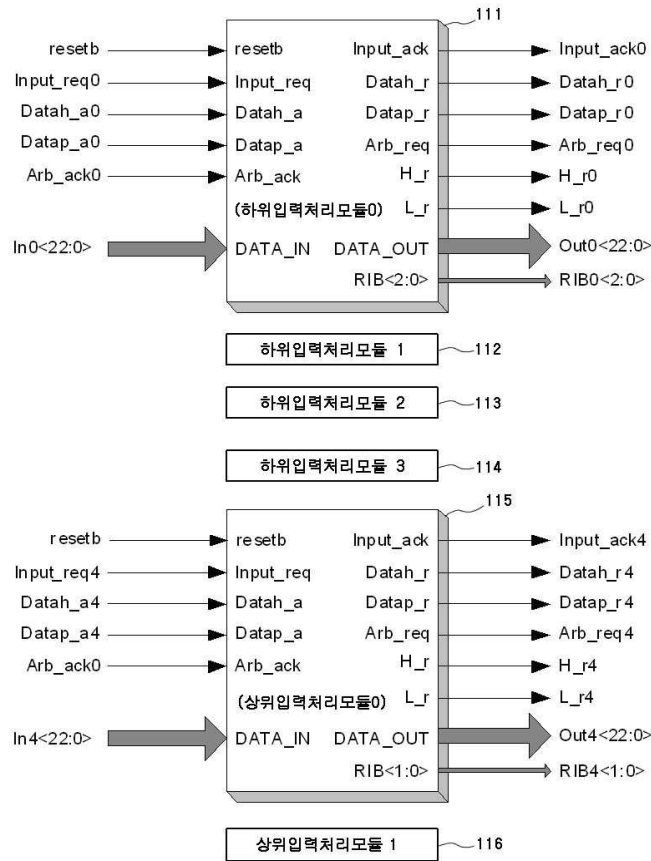 111
resetb resetb Input_ack Input_ack0
Input_req0 Input_req Datah_r Datah_r0
Datah_a0 Datah_a Datap_r Datap_r0
Datap_a0 Datap_a Arb_req Arb_req0
Arb_ack0 Arb_ack H_r H_r0
(하위입력처리모듈0) L_r L_r0
In0<22:0> DATA_IN DATA_OUT Out0<22:0>
RIB<2:0> RIB0<2:0>
하위입력처리모듈 1 112
하위입력처리모듈 2 113
하위입력처리모듈 3 114
115
resetb resetb Input_ack Input_ack4
Input_req4 Input_req Datah_r Datah_r4
Datah_a4 Datah_a Datap_r Datap_r4
Datap_a4 Datap_a Arb_req Arb_req4
Arb_ack0 Arb_ack H_r H_r4
(상위입력처리모듈0) L_r L_r4
In4<22:0> DATA_IN DATA_OUT Out4<22:0>
RIB<1:0> RIB4<1:0>
상위입력처리모듈 1 116